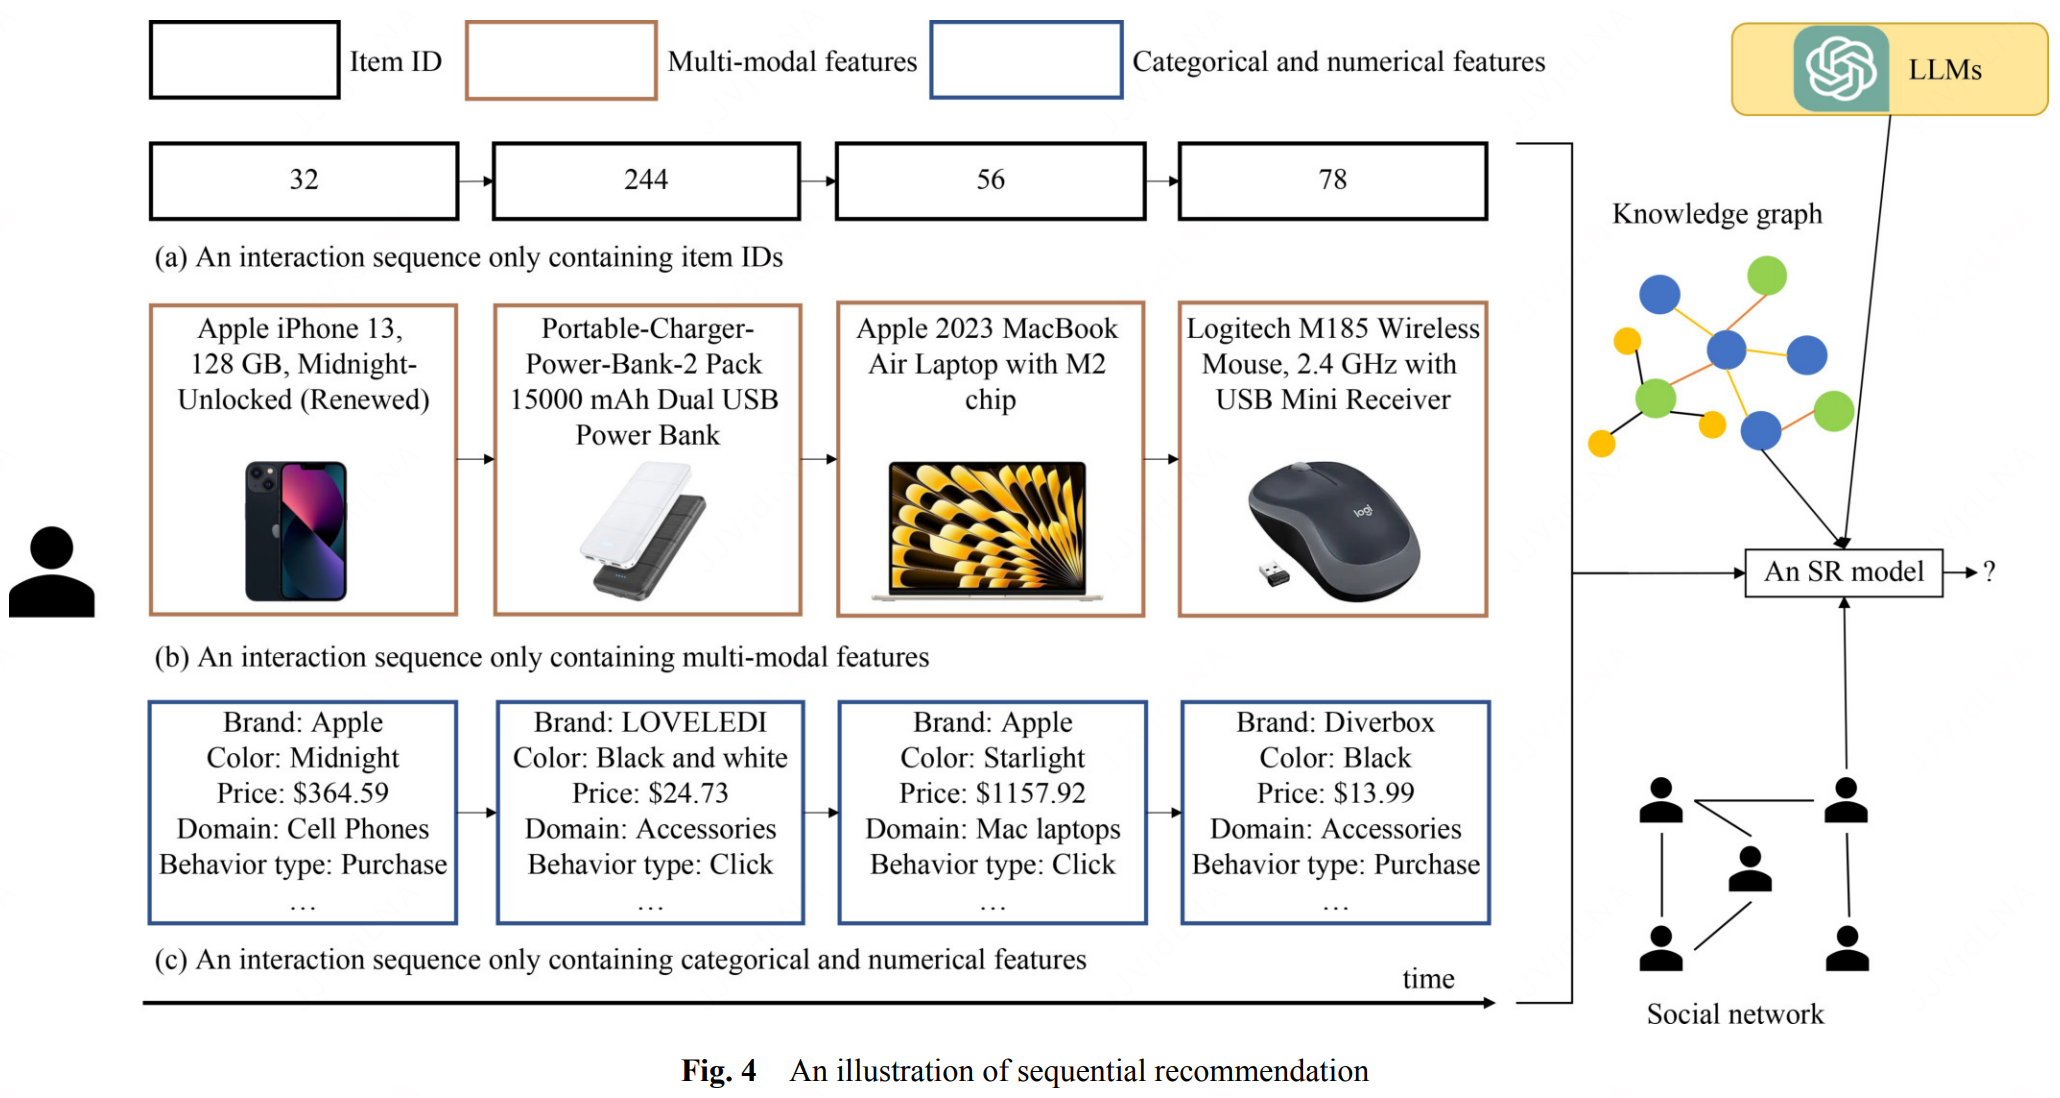 Item ID
Multi-modal features
Categorical and numerical features
LLMs
32
244
56
78
(a) An interaction sequence only containing item IDs
Knowledge graph
Apple iPhone 13,
128 GB, Midnight-
Unlocked (Renewed)
Portable-Charger-
Power-Bank-2 Pack
15000 mAh Dual USB
Power Bank
Apple 2023 MacBook
Air Laptop with M2
chip
Logitech M185 Wireless
Mouse, 2.4 GHz with
USB Mini Receiver
logi
An SR model
?
(b) An interaction sequence only containing multi-modal features
Brand: Apple
Color: Midnight
Price: $364.59
Domain: Cell Phones
Behavior type: Purchase
…
Brand: LOVELEDI
Color: Black and white
Price: $24.73
Domain: Accessories
Behavior type: Click
…
Brand: Apple
Color: Starlight
Price: $1157.92
Domain: Mac laptops
Behavior type: Click
…
Brand: Diverbox
Color: Black
Price: $13.99
Domain: Accessories
Behavior type: Purchase
…
(c) An interaction sequence only containing categorical and numerical features
time
Social network
Fig. 4 An illustration of sequential recommendation